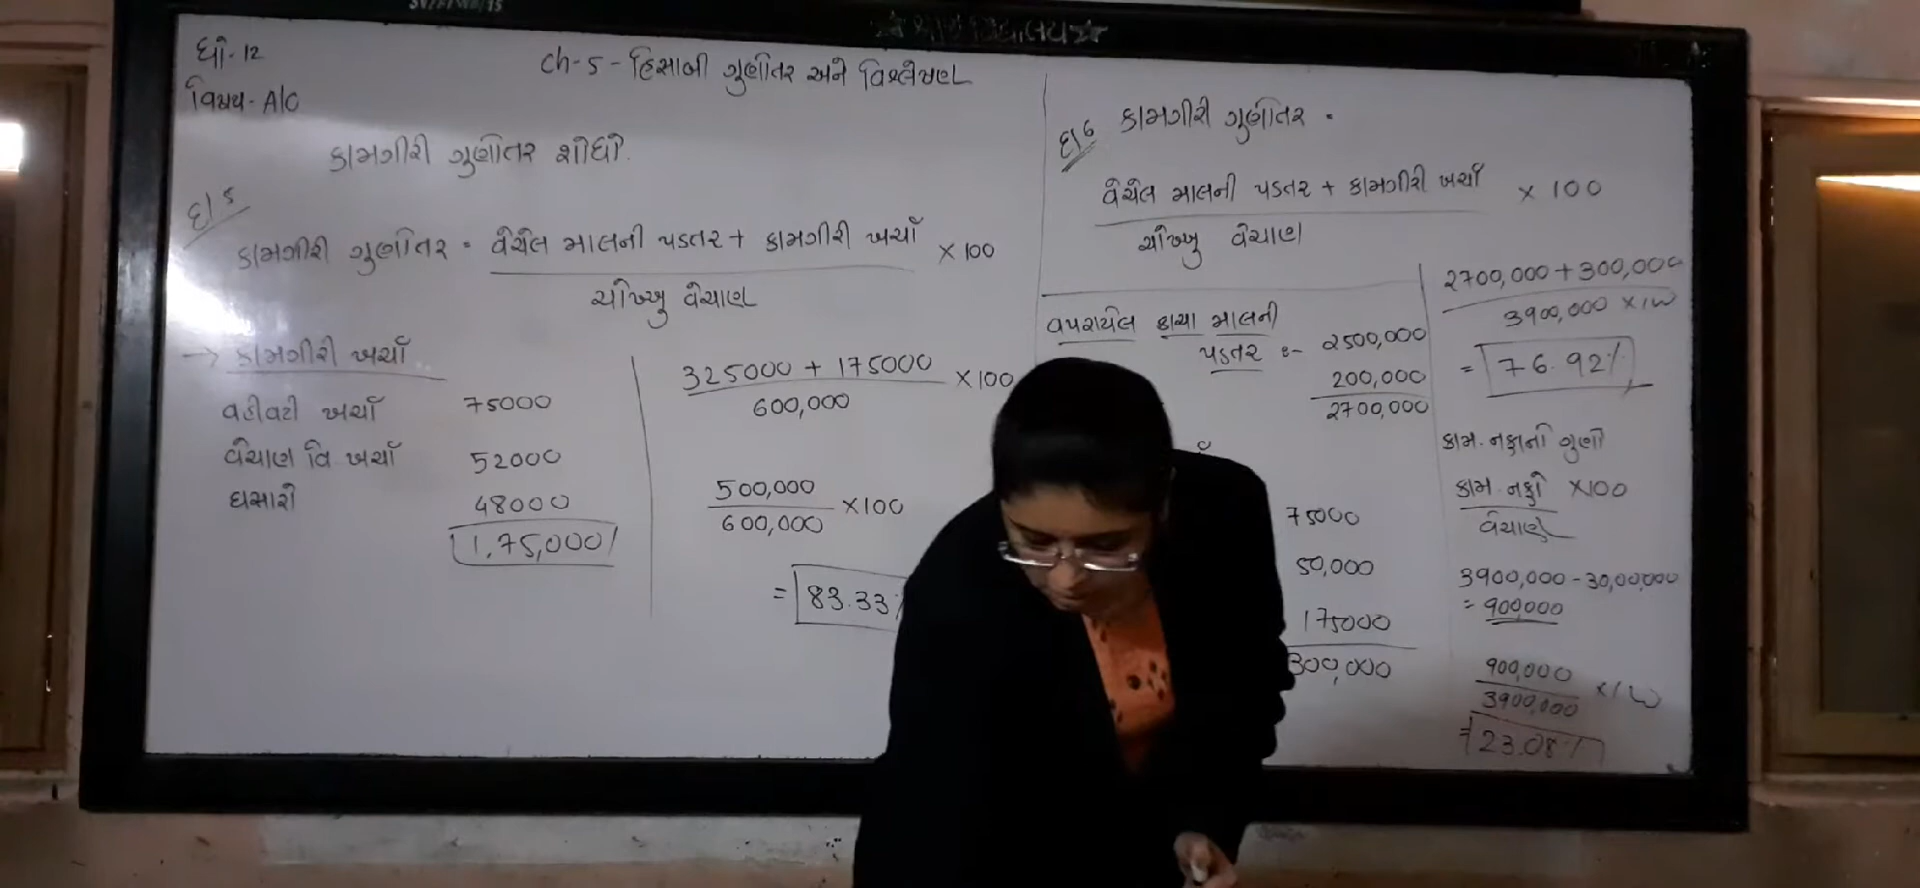 ધો-12
વિષય- A/C
Ch-5 - હિસાબી ગુણોત્તર અને વિશ્લેષણ
કામગીરી ગુણોતર શોધો.
દા 5
કામગીરી ગુણોતર = વેચેલ માલની પડતર + કામગીરી ખર્ચા × 100
ચોખ્ખુ વેચાણ
→ કામગીરી ખર્ચા
વહીવટી ખર્ચા 75000
વેચાણ વિ. ખર્ચા 52000
ઘસારો 48000
1,75,000/
325000 + 175000 × 100
600,000
500,000 × 100
600,000
= 83.33
દા 6 કામગીરી ગુણોતર =
વેચેલ માલની પડતર + કામગીરી ખર્ચા × 100
ચોખ્ખુ વેચાણ
વપરાયેલ કાચા માલની
પડતર :- 2500,000
200,000
2700,000
75000
50,000
175000
300,000
2700,000 + 300,000
3900,000 × 100
= 76.92%
કામ. નફાનો ગુણો
કામ. નફો × 100
વેચાણ
3900,000 - 30,00,000
= 900000
900,000 × 100
3900,000
= 23.08%